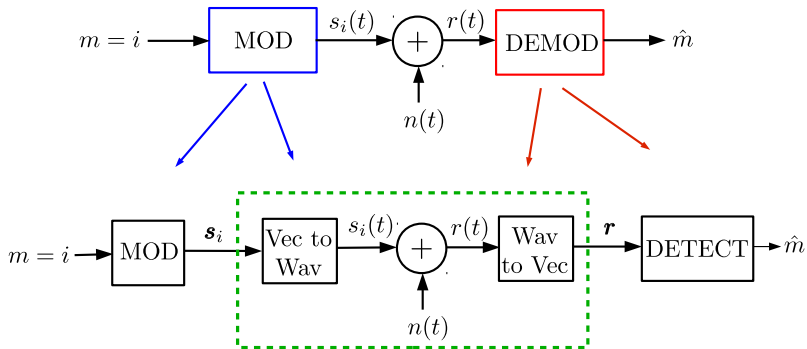 m = i MOD s_i(t) + r(t) DEMOD m̂
n(t)
m = i MOD s_i Vec to Wav s_i(t) + r(t) Wav to Vec r DETECT m̂
n(t)